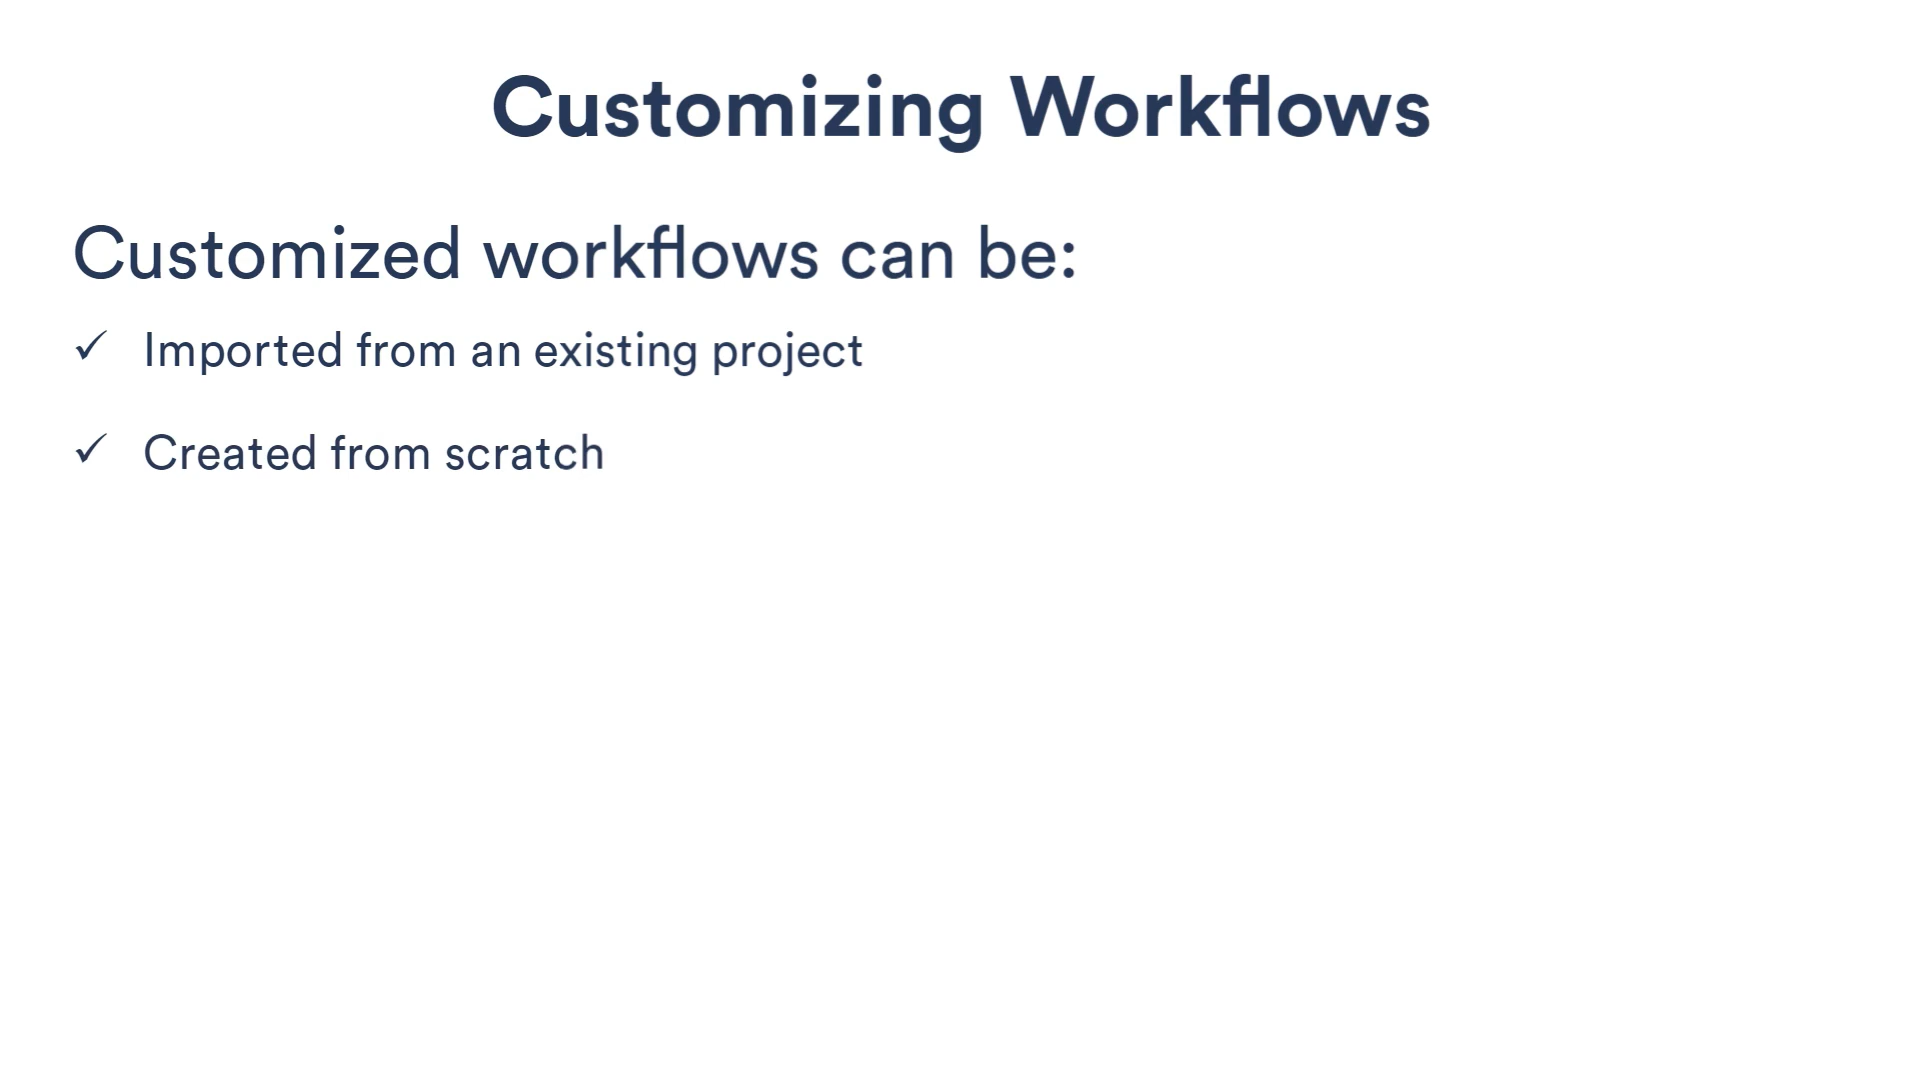 Customizing Workflows
Customized workflows can be:
✓ Imported from an existing project
✓ Created from scratch